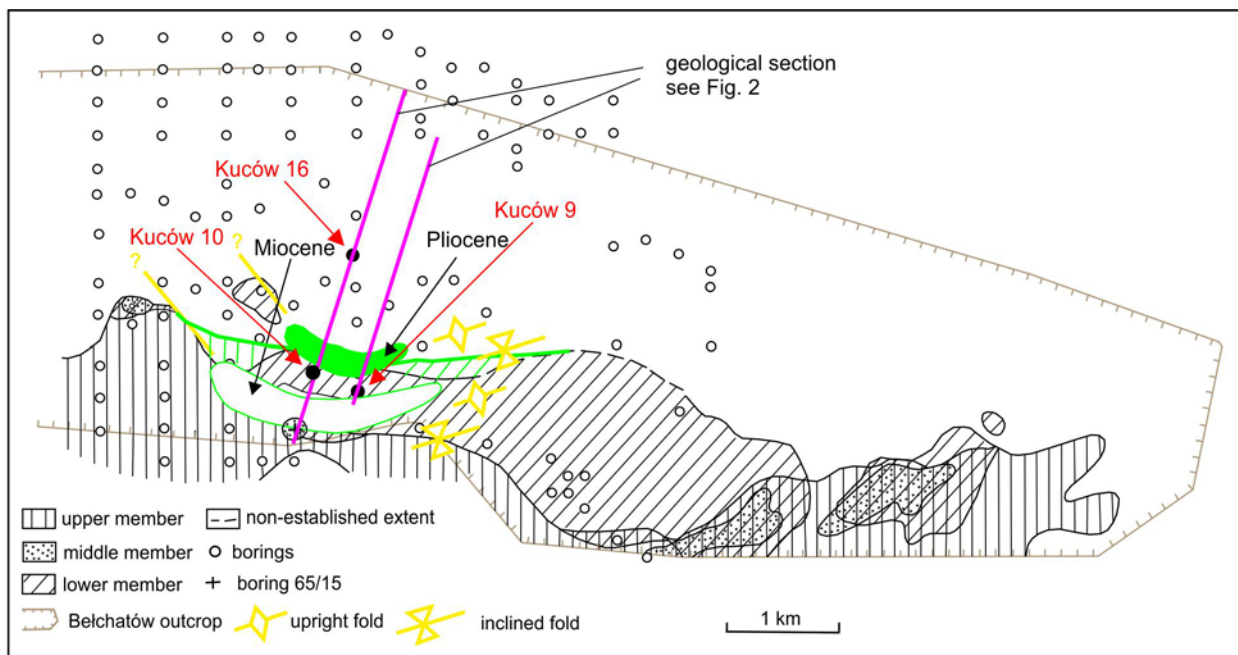 geological section
see Fig. 2
Kuców 16
Kuców 9
Kuców 10
Miocene
Pliocene
?
?
upper member
non-established extent
middle member
borings
lower member
boring 65/15
Bełchatów outcrop
upright fold
inclined fold
1 km